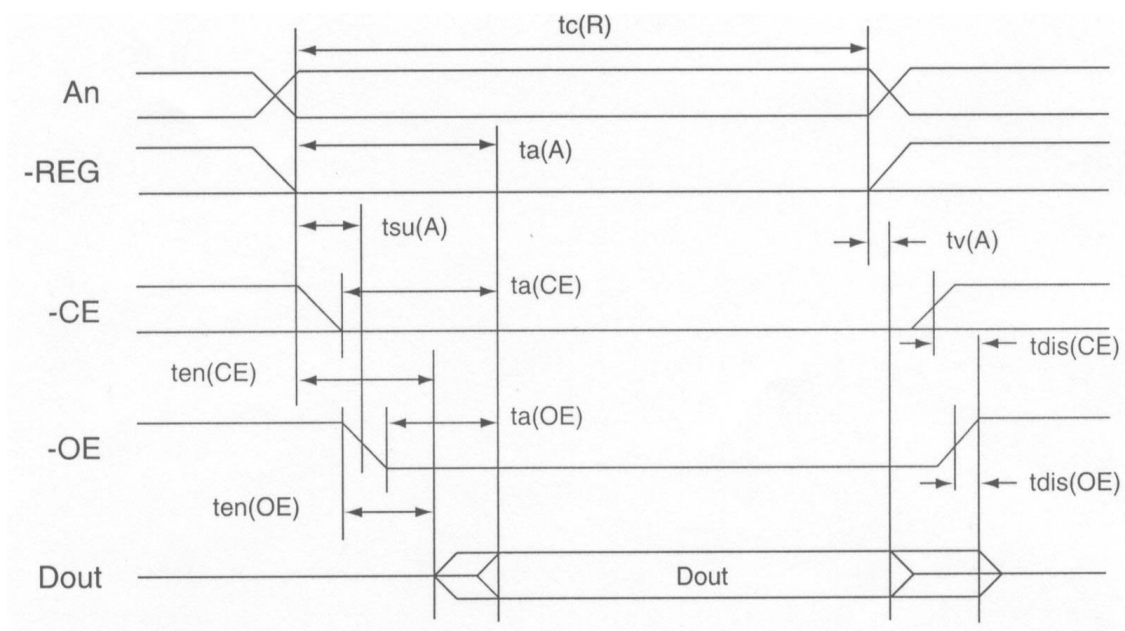 tc(R)
An
ta(A)
-REG
tsu(A)
tv(A)
ta(CE)
-CE
tdis(CE)
ten(CE)
ta(OE)
-OE
tdis(OE)
ten(OE)
Dout
Dout